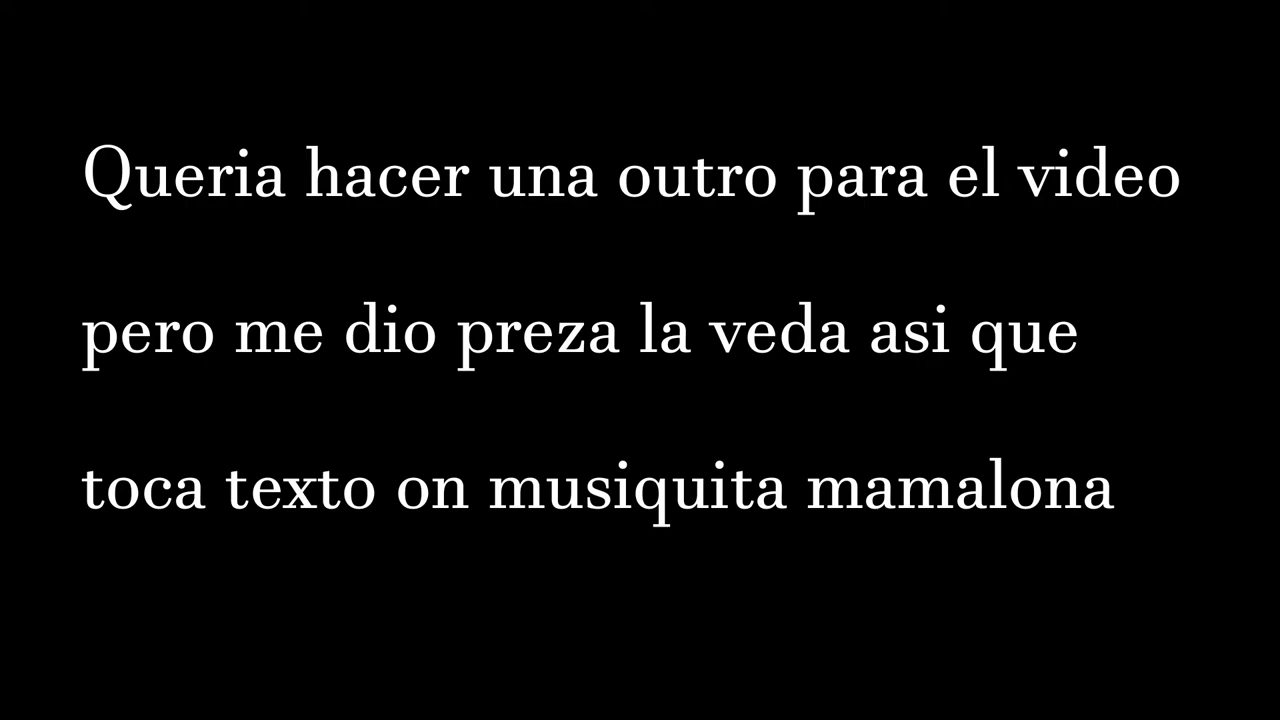 Queria hacer una outro para el video
pero me dio preza la veda asi que
toca texto on musiquita mamalona